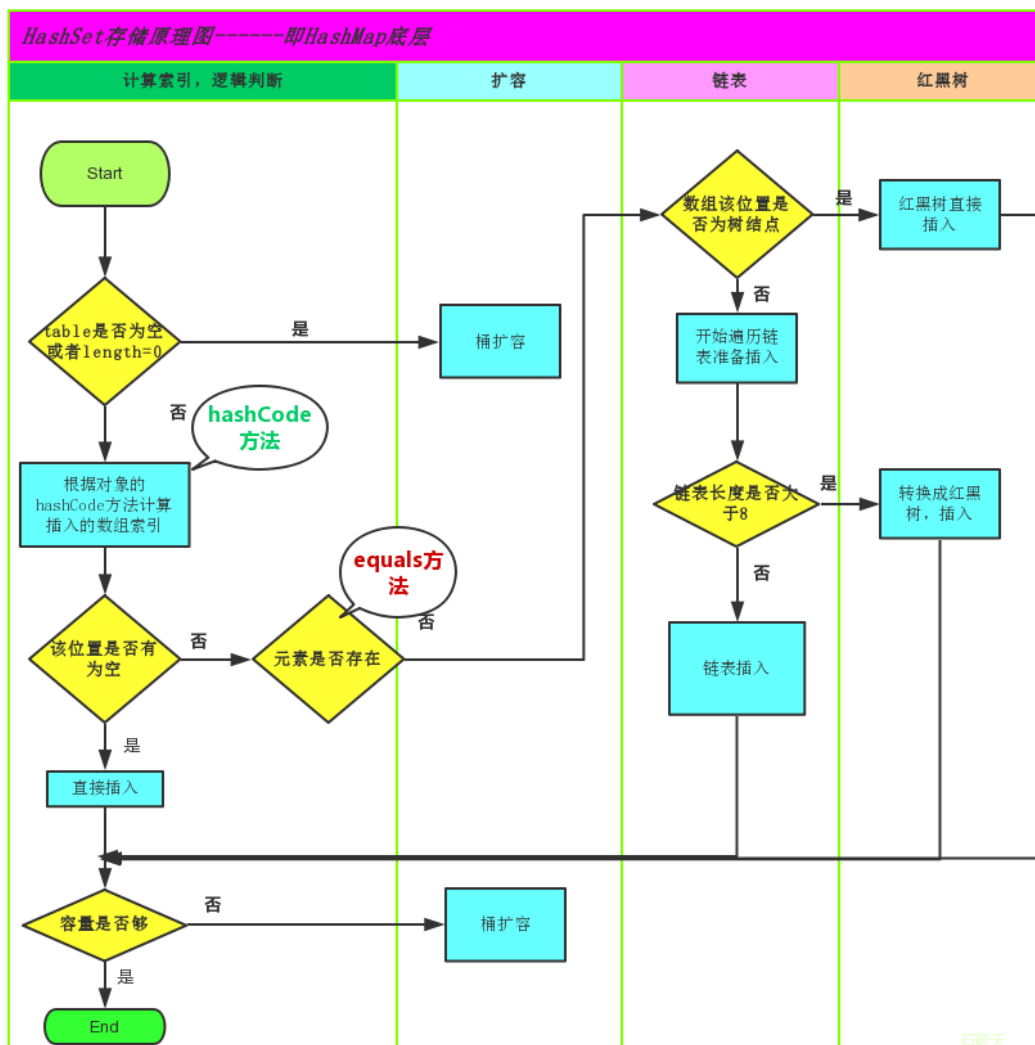 HashSet存储原理图------即HashMap底层
计算索引，逻辑判断
扩容
链表
红黑树
Start
table是否为空
或者length=0
是
桶扩容
否
hashCode
方法
根据对象的
hashCode方法计算
插入的数组索引
该位置是否有
为空
否
equals方
法
元素是否存在
否
是
直接插入
数组该位置是
否为树结点
是
红黑树直接
插入
否
开始遍历链
表准备插入
链表长度是否大
于8
是
转换成红黑
树，插入
否
链表插入
容量是否够
否
桶扩容
是
End